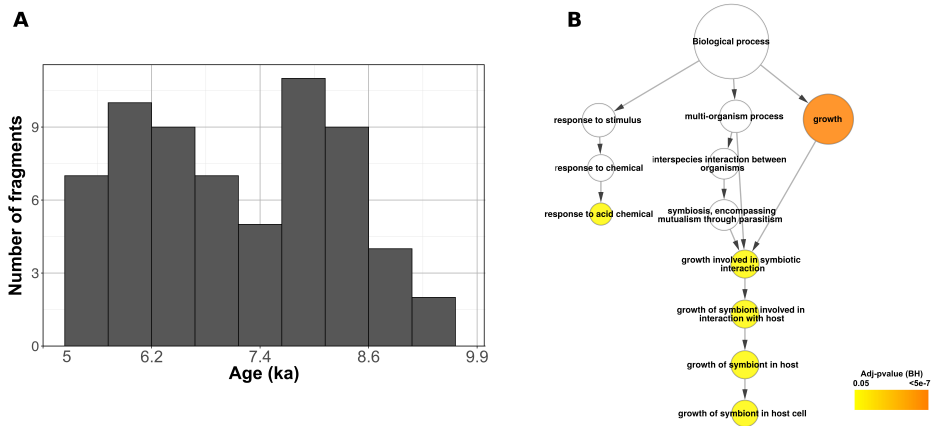 A
Number of fragments
9
6
3
0
5
6.2
7.4
8.6
9.9
Age (ka)
B
Biological process
response to stimulus
multi-organism process
growth
response to chemical
interspecies interaction between
organisms
response to acid chemical
symbiosis, encompassing
mutualism through parasitism
growth involved in symbiotic
interaction
growth of symbiont involved in
interaction with host
growth of symbiont in host
growth of symbiont in host cell
Adj-pvalue (BH)
0.05
<5e-7